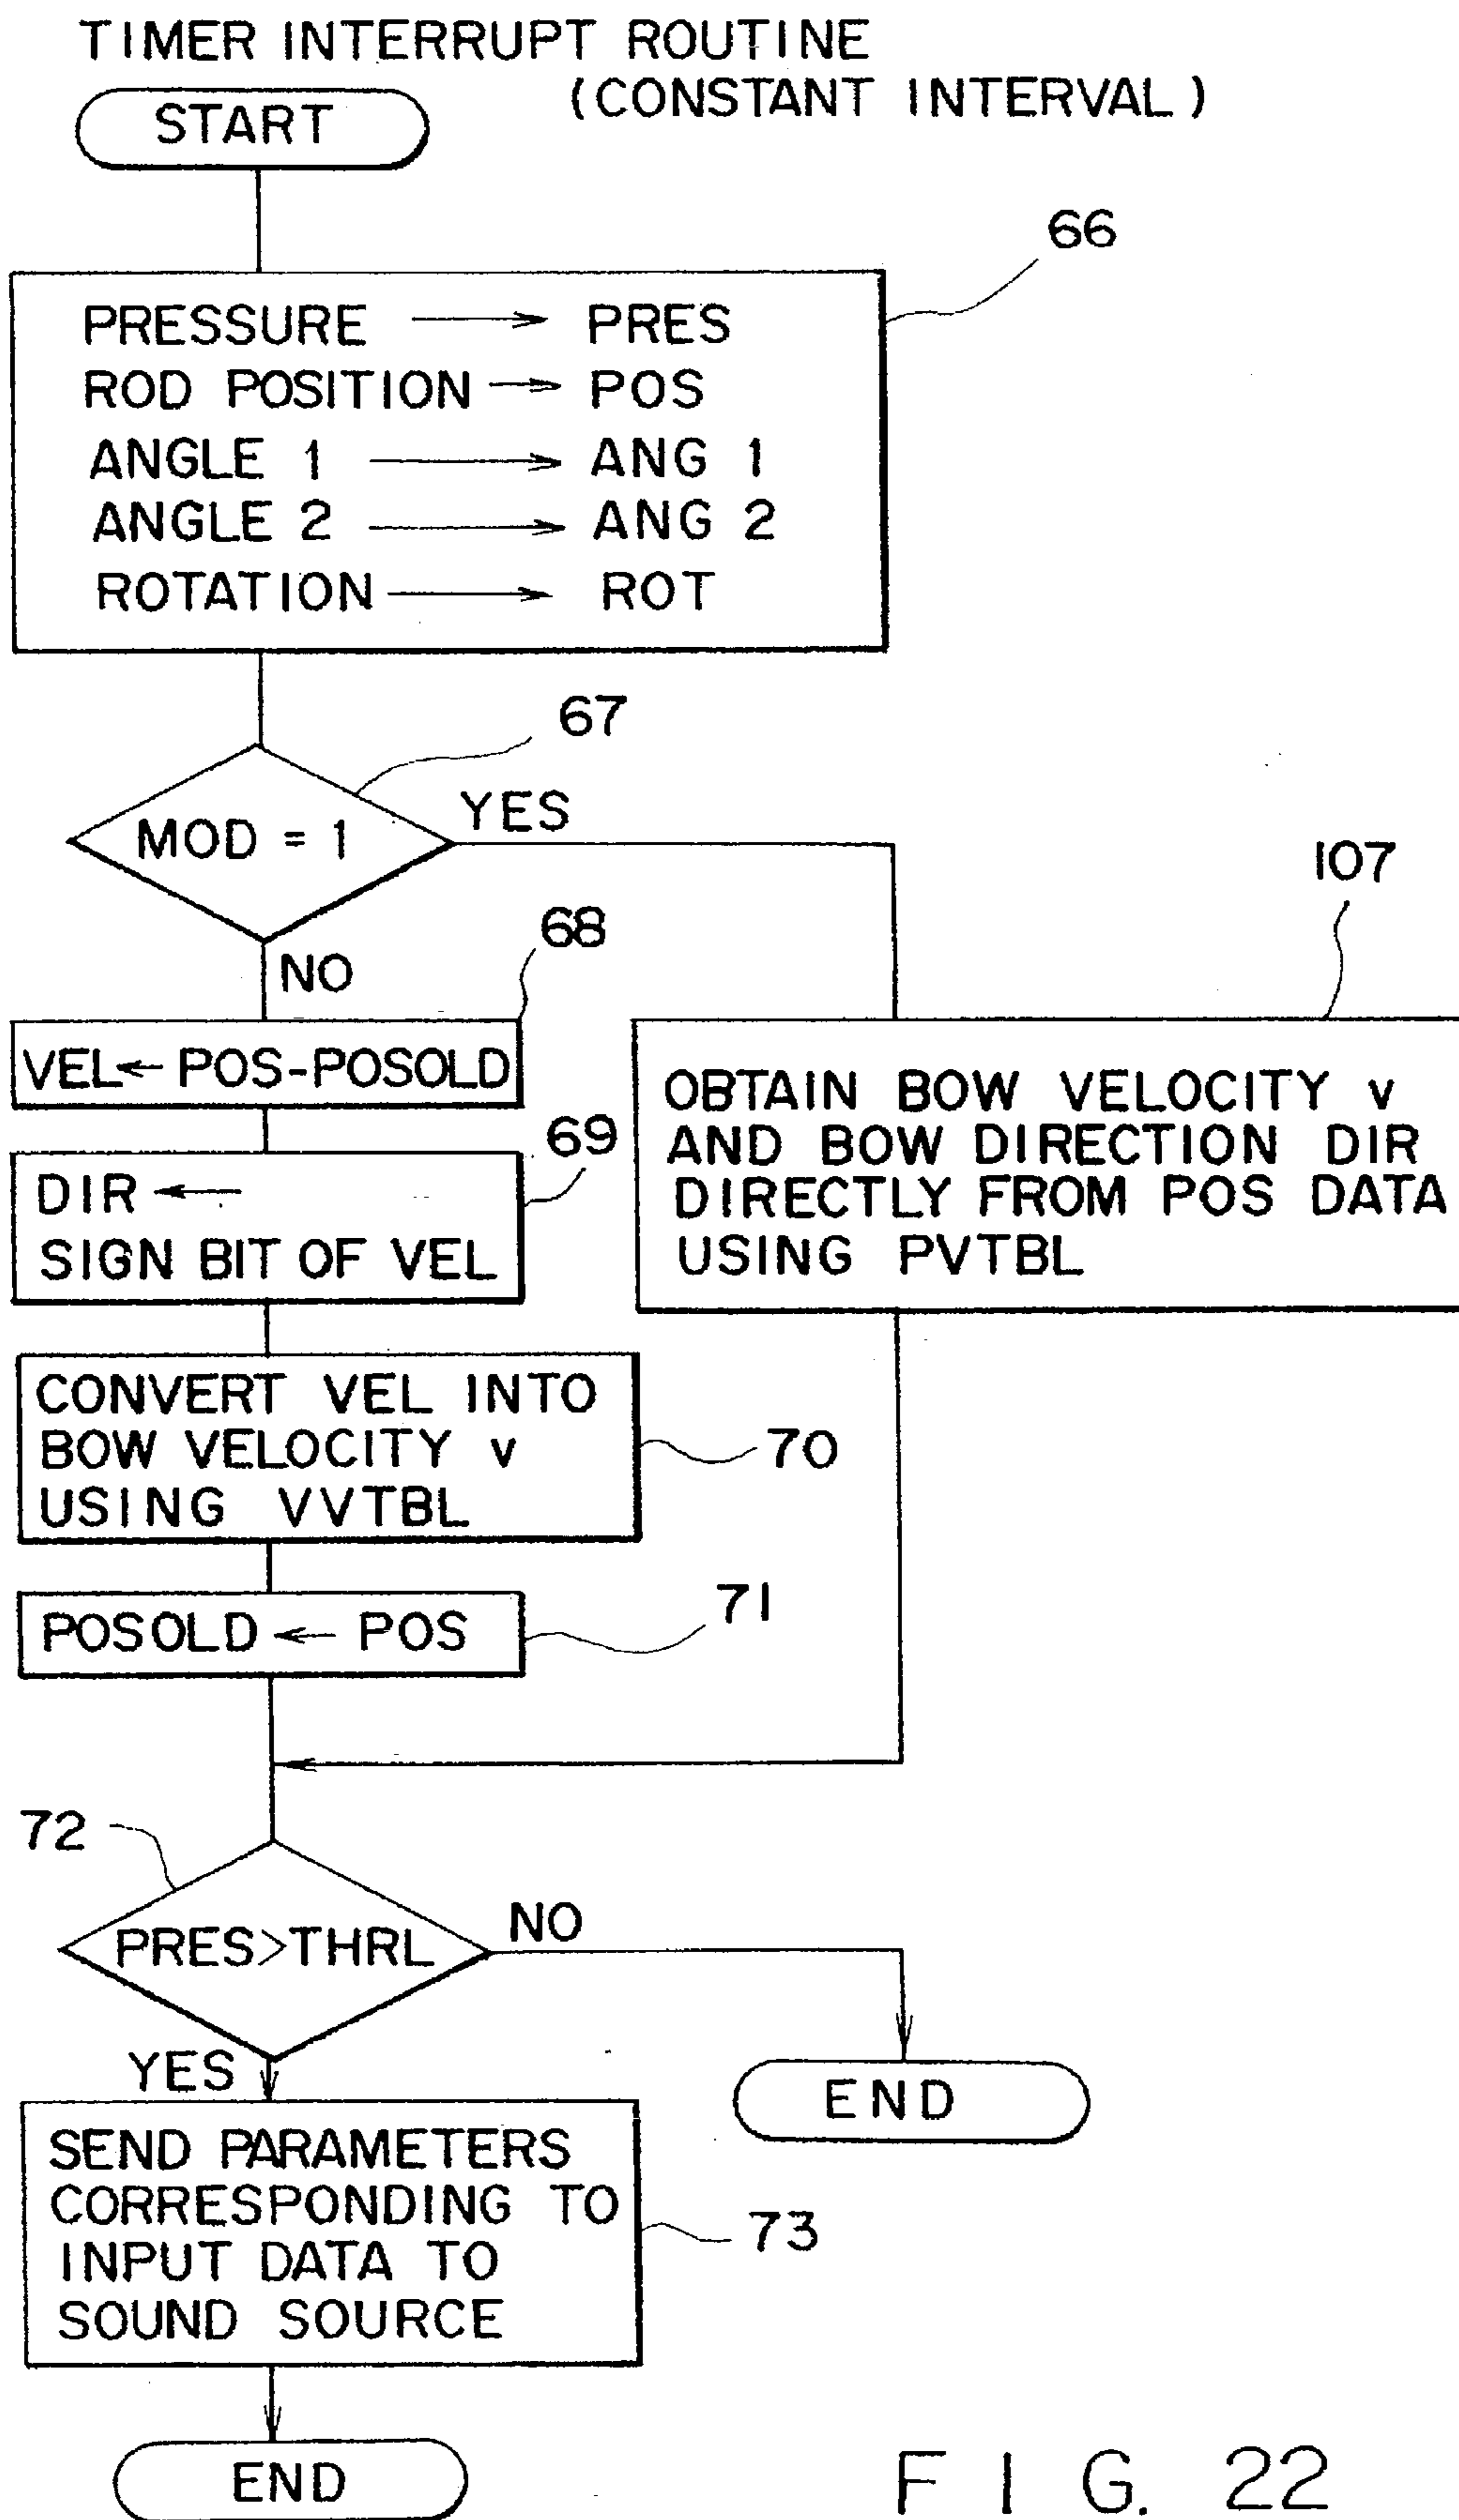 TIMER INTERRUPT ROUTINE
(CONSTANT INTERVAL)
START
66
PRESSURE → PRES
ROD POSITION → POS
ANGLE 1 → ANG 1
ANGLE 2 → ANG 2
ROTATION → ROT
67
MOD = 1
YES
NO
68
VEL ← POS-POSOLD
69
DIR ←
SIGN BIT OF VEL
107
OBTAIN BOW VELOCITY v
AND BOW DIRECTION DIR
DIRECTLY FROM POS DATA
USING PVTBL
CONVERT VEL INTO
BOW VELOCITY v
USING VVTBL
70
POSOLD ← POS
71
72
PRES>THRL
NO
YES
END
SEND PARAMETERS
CORRESPONDING TO
INPUT DATA TO
SOUND SOURCE
73
END
FIG. 22